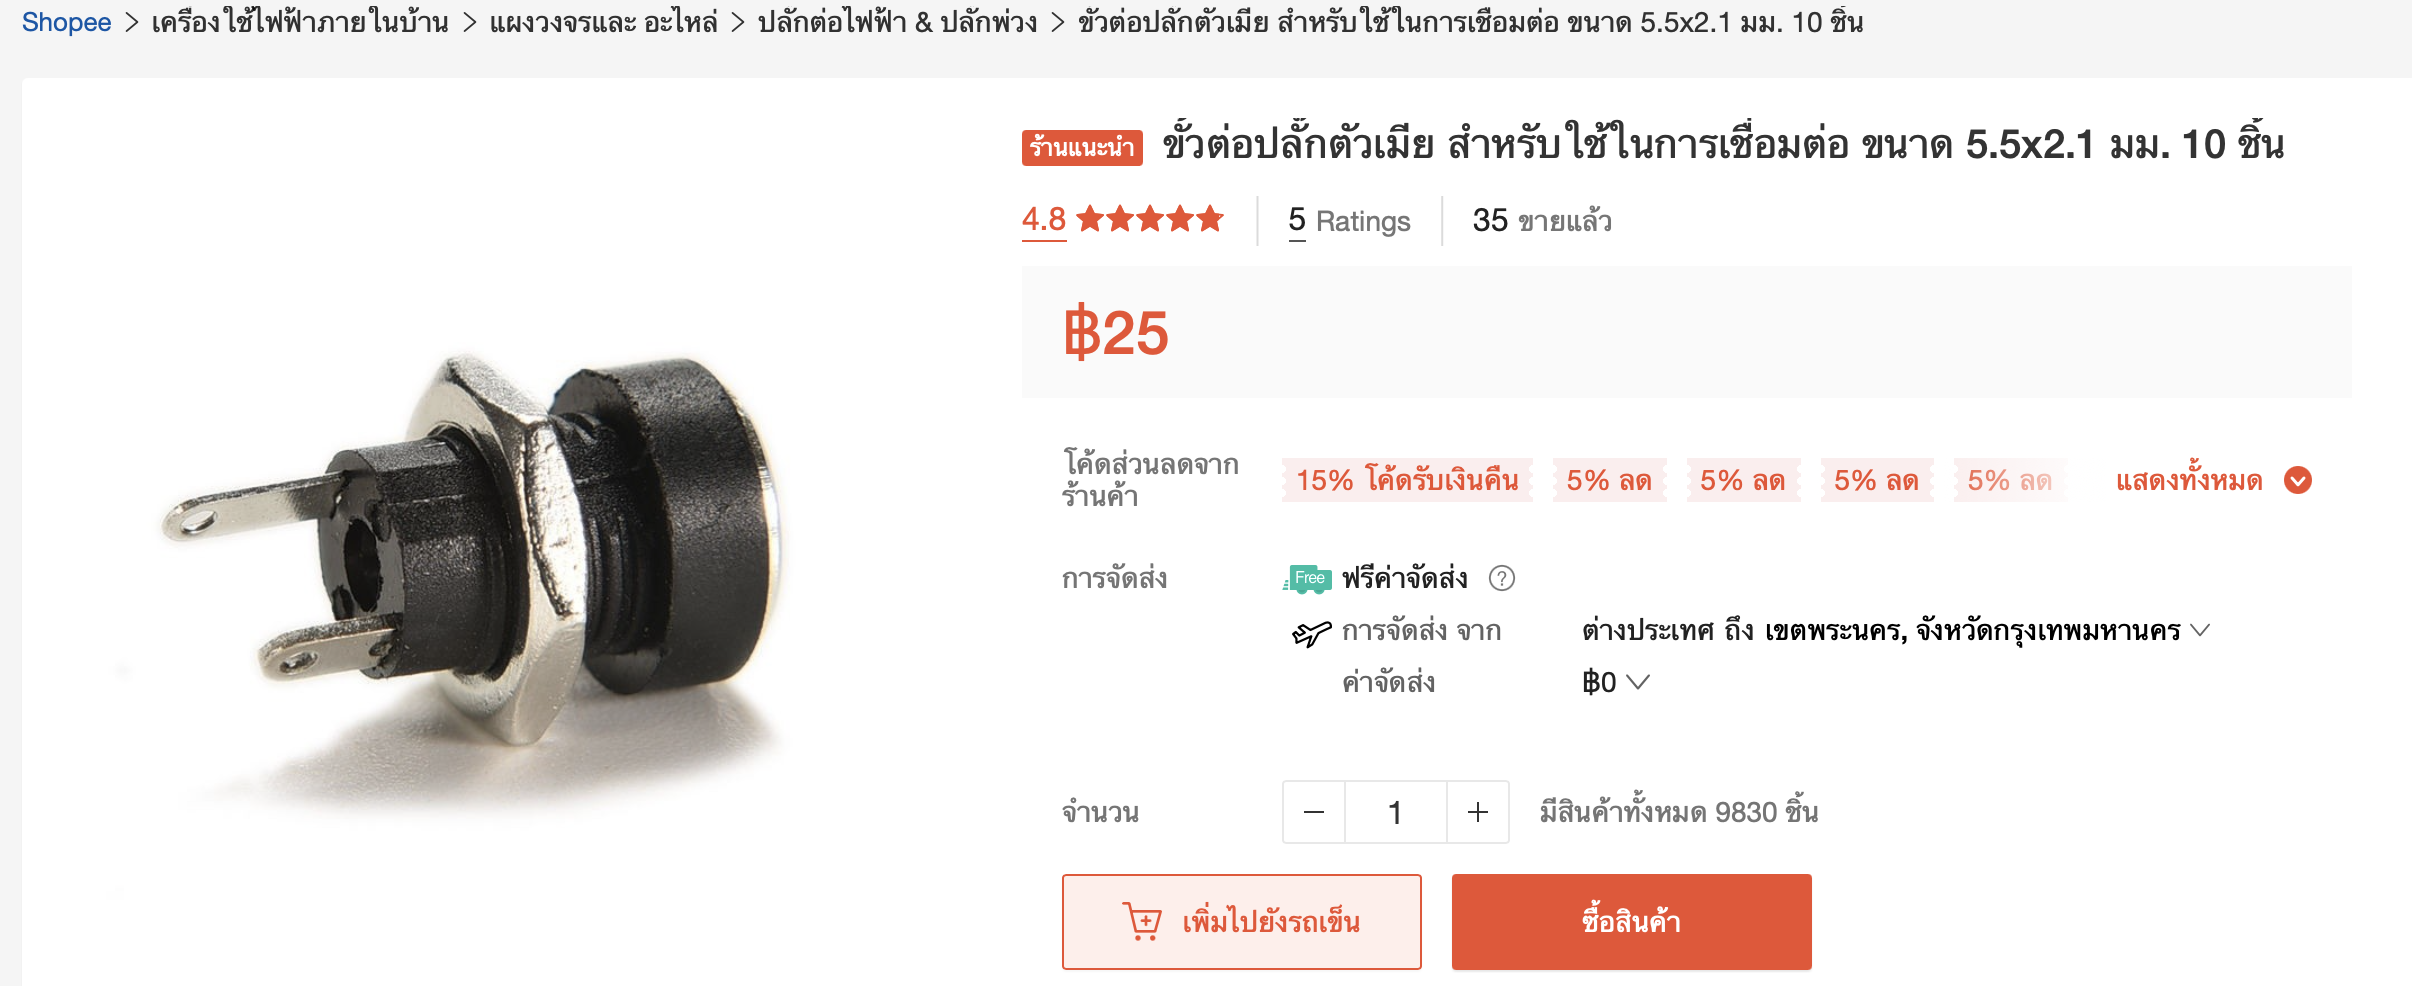 Shopee > เครื่องใช้ไฟฟ้าภายในบ้าน > แผงวงจรและ อะไหล่ > ปลั๊กต่อไฟฟ้า & ปลั๊กพ่วง > ขั้วต่อปลั๊กตัวเมีย สำหรับใช้ในการเชื่อมต่อ ขนาด 5.5x2.1 มม. 10 ชิ้น
ร้านแนะนำ ขั้วต่อปลั๊กตัวเมีย สำหรับใช้ในการเชื่อมต่อ ขนาด 5.5x2.1 มม. 10 ชิ้น
4.8 5 Ratings 35 ขายแล้ว
฿25
โค้ดส่วนลดจาก
ร้านค้า
15% โค้ดรับเงินคืน 5% ลด 5% ลด 5% ลด 5% ลด แสดงทั้งหมด
การจัดส่ง Free ฟรีค่าจัดส่ง ?
การจัดส่ง จาก ต่างประเทศ ถึง เขตพระนคร, จังหวัดกรุงเทพมหานคร
ค่าจัดส่ง ฿0
จำนวน 1 มีสินค้าทั้งหมด 9830 ชิ้น
เพิ่มไปยังรถเข็น ซื้อสินค้า